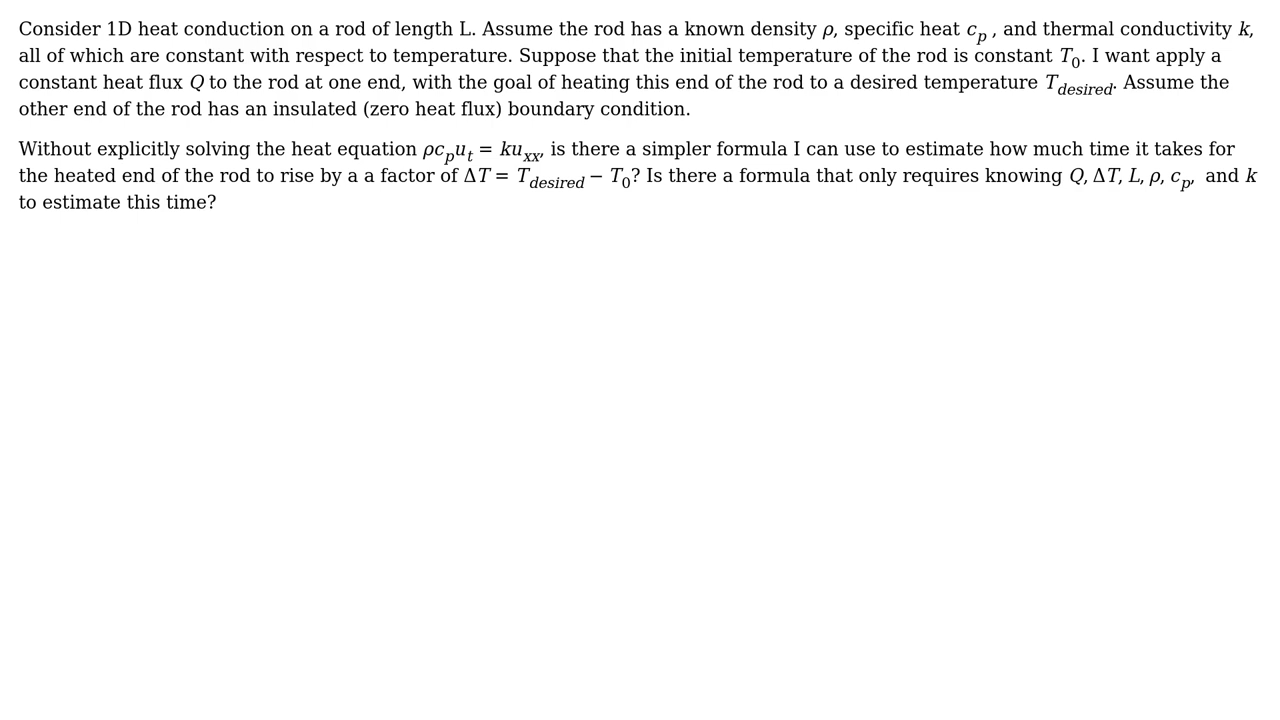 Consider 1D heat conduction on a rod of length L. Assume the rod has a known density ρ, specific heat c_p , and thermal conductivity k,
all of which are constant with respect to temperature. Suppose that the initial temperature of the rod is constant T_0. I want apply a
constant heat flux Q to the rod at one end, with the goal of heating this end of the rod to a desired temperature T_desired. Assume the
other end of the rod has an insulated (zero heat flux) boundary condition.
Without explicitly solving the heat equation ρc_pu_t = ku_xx, is there a simpler formula I can use to estimate how much time it takes for
the heated end of the rod to rise by a a factor of ΔT = T_desired − T_0? Is there a formula that only requires knowing Q, ΔT, L, ρ, c_p, and k
to estimate this time?